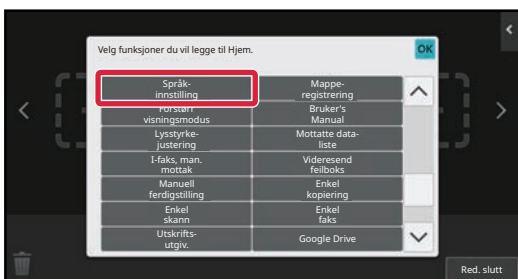 Velg funksjoner du vil legge til Hjem.
OK
Språk-
innstilling
Mappe-
registrering
Forstørr
visningsmodus
Bruker's
Manual
Lysstyrke-
justering
Mottatte data-
liste
I-faks, man.
mottak
Videresend
feilboks
Manuell
ferdigstilling
Enkel
kopiering
Enkel
skann
Enkel
faks
Utskrifts-
utgiv.
Google Drive
Red. slutt